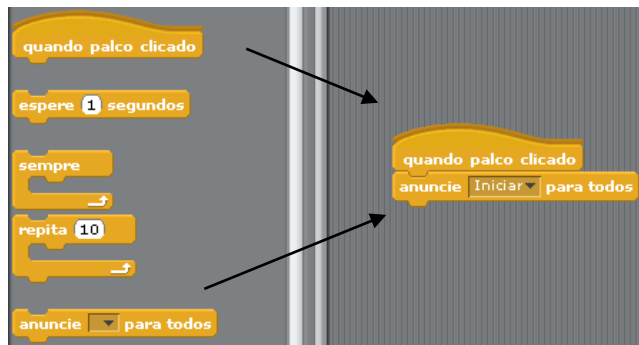 quando palco clicado
espere 1 segundos
sempre
repita 10
anuncie para todos
quando palco clicado
anuncie Iniciar para todos